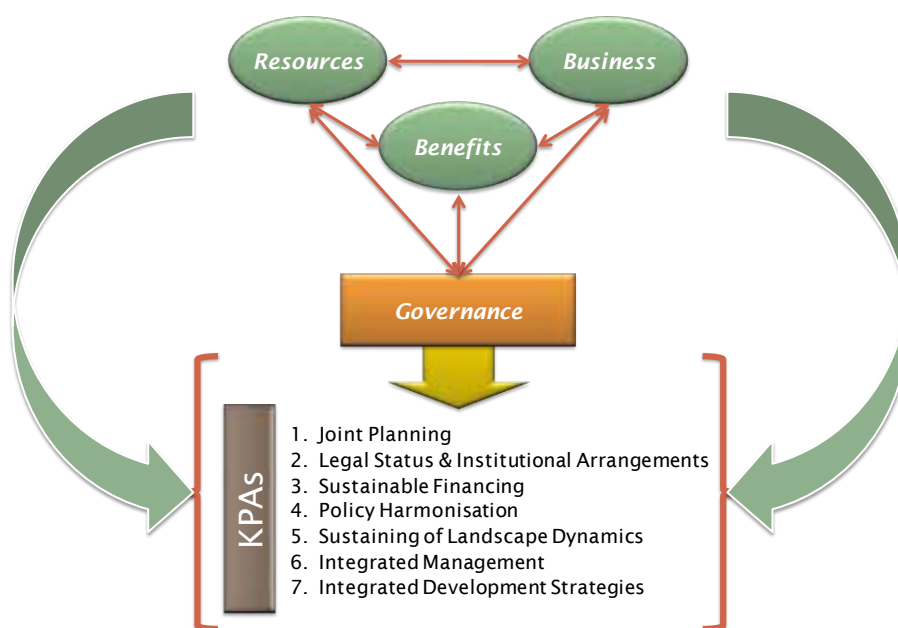 Resources
Business
Benefits
Governance
KPAs
1. Joint Planning
2. Legal Status & Institutional Arrangements
3. Sustainable Financing
4. Policy Harmonisation
5. Sustaining of Landscape Dynamics
6. Integrated Management
7. Integrated Development Strategies